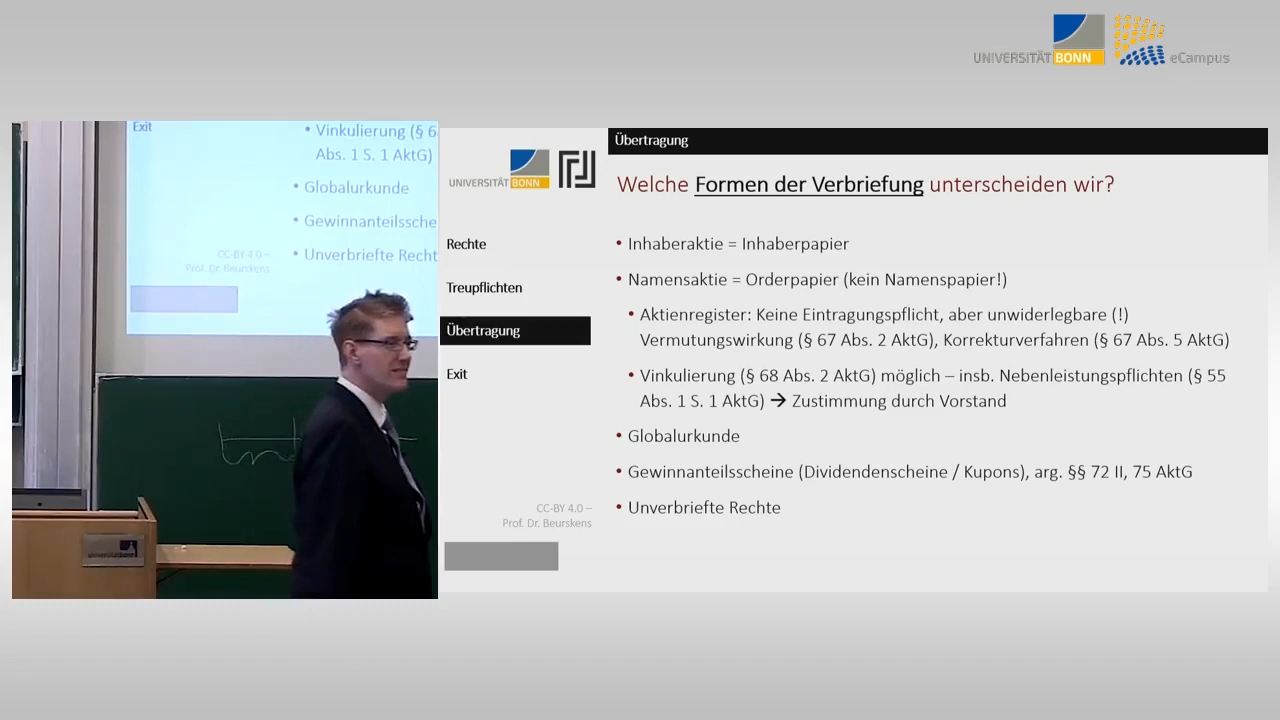 UNIVERSITÄT BONN eCampus
Exit
• Vinkulierung (§ 6
Abs. 1 S. 1 AktG)
• Globalurkunde
• Gewinnanteilssche
CC-BY 4.0 –
Prof. Dr. Beurskens
• Unverbriefte Recht
universitätbonn
UNIVERSITÄT BONN
Rechte
Treupflichten
Übertragung
Exit
CC-BY 4.0 –
Prof. Dr. Beurskens
Übertragung
Welche Formen der Verbriefung unterscheiden wir?
• Inhaberaktie = Inhaberpapier
• Namensaktie = Orderpapier (kein Namenspapier!)
• Aktienregister: Keine Eintragungspflicht, aber unwiderlegbare (!)
Vermutungswirkung (§ 67 Abs. 2 AktG), Korrekturverfahren (§ 67 Abs. 5 AktG)
• Vinkulierung (§ 68 Abs. 2 AktG) möglich – insb. Nebenleistungspflichten (§ 55
Abs. 1 S. 1 AktG) → Zustimmung durch Vorstand
• Globalurkunde
• Gewinnanteilsscheine (Dividendenscheine / Kupons), arg. §§ 72 II, 75 AktG
• Unverbriefte Rechte